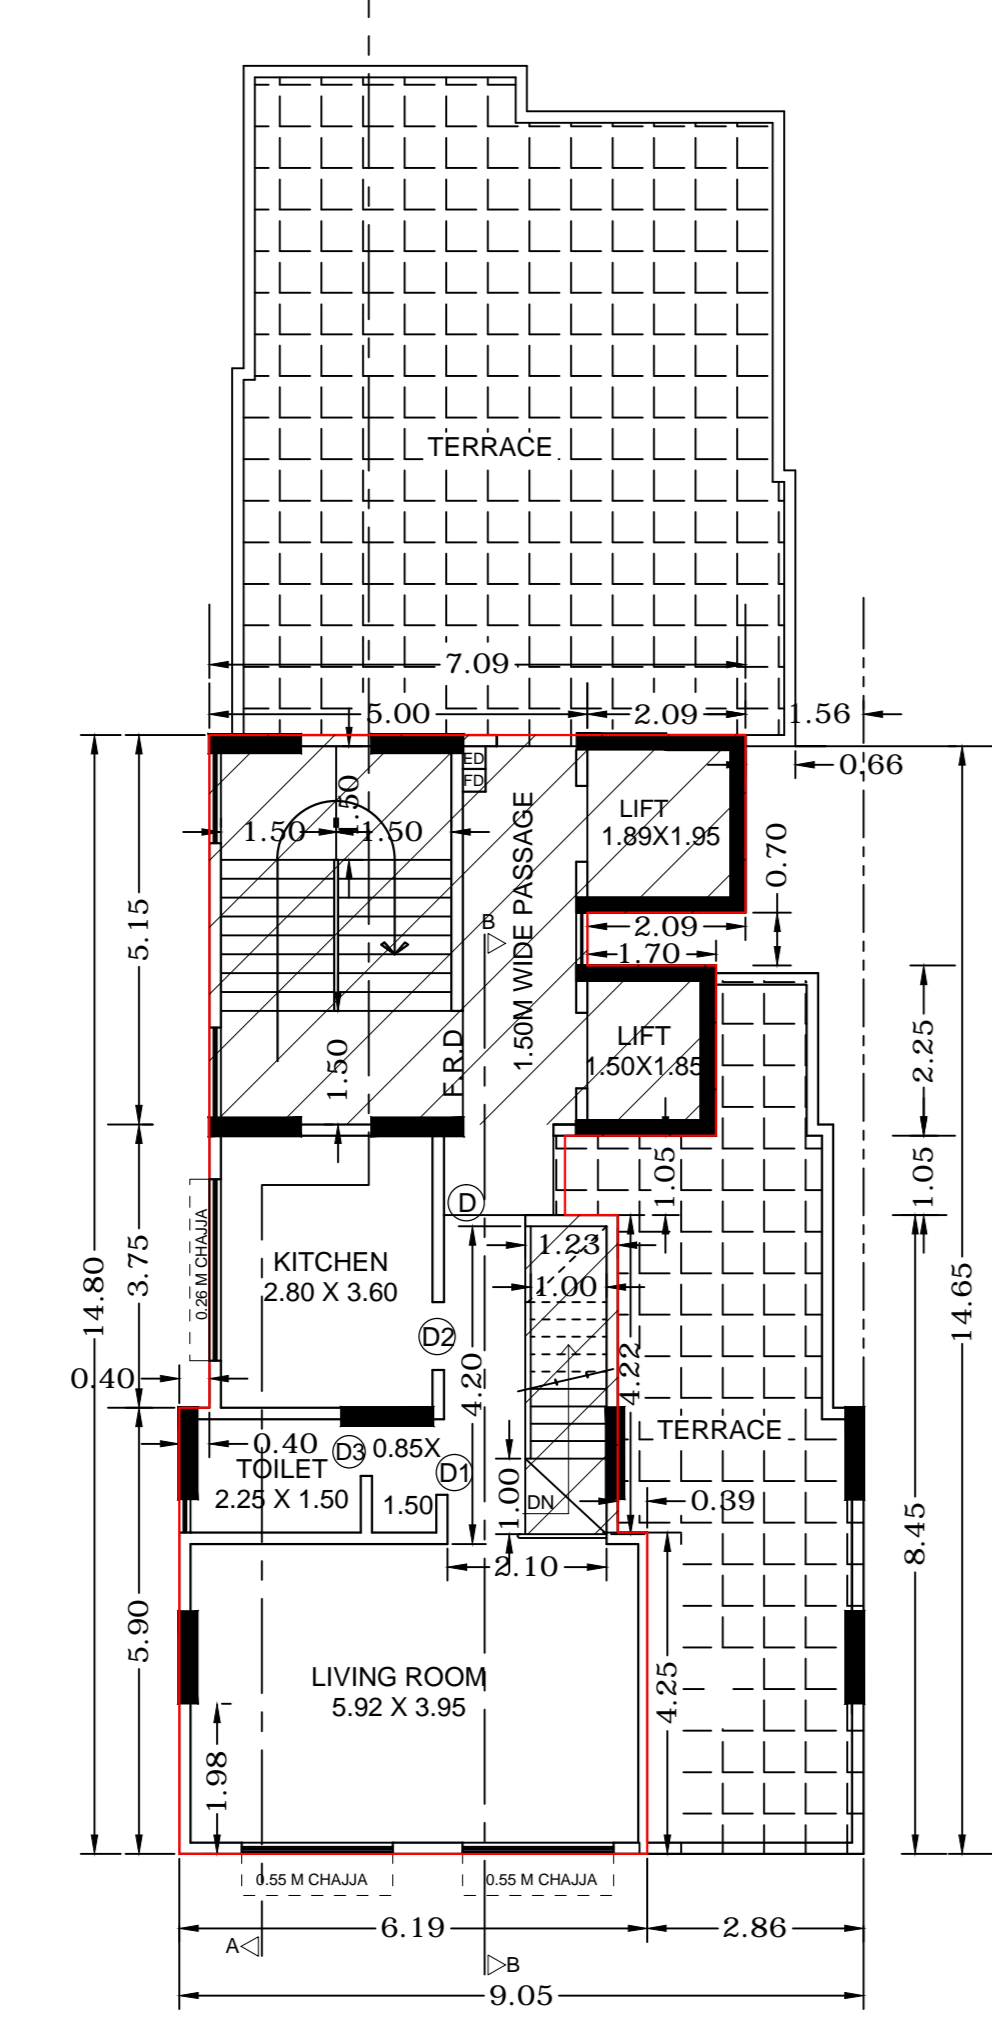 TERRACE
7.09
5.00
2.09
1.56
0.66
ED
FD
1.50
1.50
1.50
LIFT
1.89X1.95
0.70
1.50M WIDE PASSAGE
B
2.09
1.70
5.15
LIFT
1.50X1.85
2.25
F.R.D
1.50
1.05
1.05
D
0.26 M CHAJJA
KITCHEN
2.80 X 3.60
1.23
1.00
14.80
3.75
14.65
D2
4.20
4.22
0.40
0.40
TERRACE
D3
0.85X
1.50
D1
TOILET
2.25 X 1.50
1.00
DN
0.39
8.45
2.10
5.90
LIVING ROOM
5.92 X 3.95
4.25
1.98
0.55 M CHAJJA
0.55 M CHAJJA
6.19
2.86
A
B
9.05